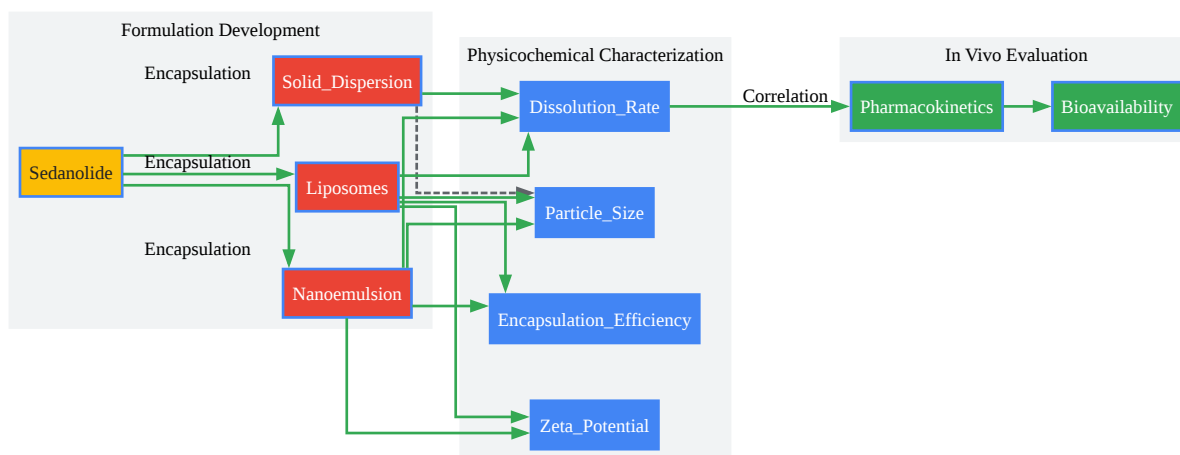 Formulation Development
Encapsulation
Solid_Dispersion
Sedanolide
Encapsulation
Liposomes
Encapsulation
Nanoemulsion
Physicochemical Characterization
Dissolution_Rate
Particle_Size
Encapsulation_Efficiency
Zeta_Potential
Correlation
In Vivo Evaluation
Pharmacokinetics
Bioavailability